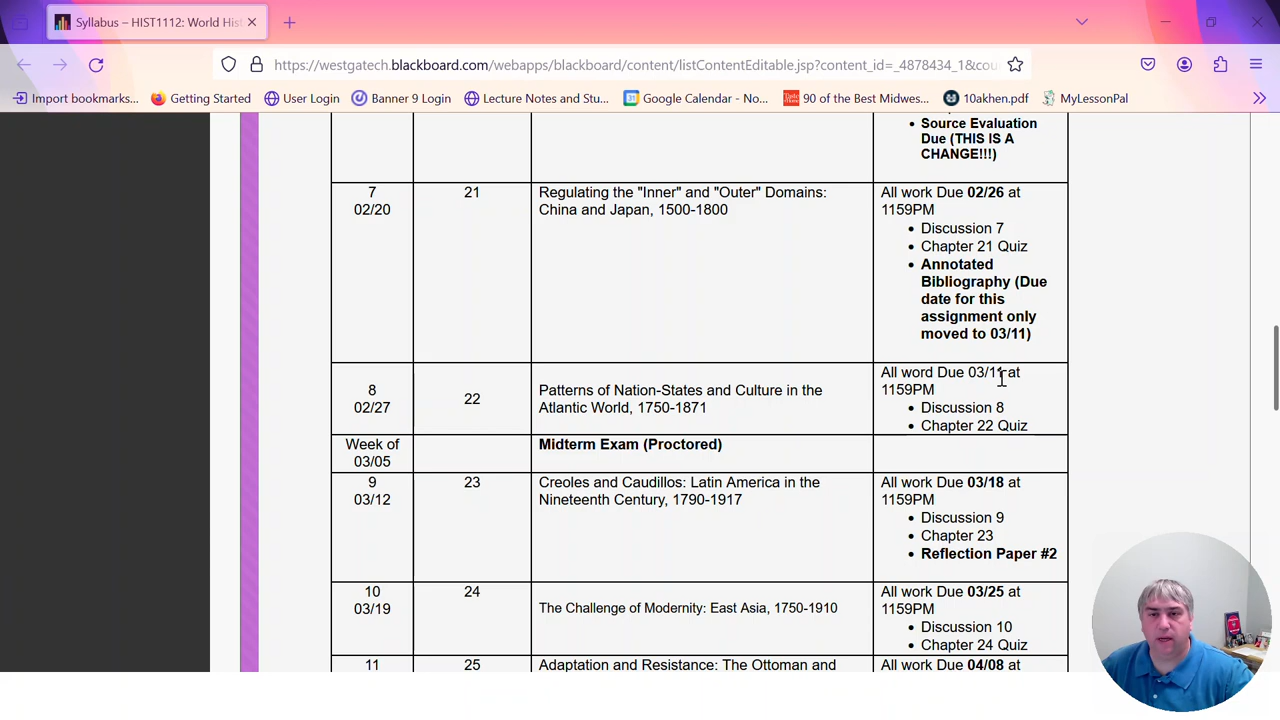 Syllabus – HIST1112: World His
https://westgatech.blackboard.com/webapps/blackboard/content/listContentEditable.jsp?content_id=_4878434_1&cou
Import bookmarks...
Getting Started
User Login
Banner 9 Login
Lecture Notes and Stu...
Google Calendar - No...
90 of the Best Midwes...
10akhen.pdf
MyLessonPal
Source Evaluation
Due (THIS IS A
CHANGE!!!)
7
02/20
21
Regulating the "Inner" and "Outer" Domains:
China and Japan, 1500-1800
All work Due 02/26 at
1159PM
• Discussion 7
• Chapter 21 Quiz
• Annotated
Bibliography (Due
date for this
assignment only
moved to 03/11)
8
02/27
22
Patterns of Nation-States and Culture in the
Atlantic World, 1750-1871
All word Due 03/11 at
1159PM
• Discussion 8
• Chapter 22 Quiz
Week of
03/05
Midterm Exam (Proctored)
9
03/12
23
Creoles and Caudillos: Latin America in the
Nineteenth Century, 1790-1917
All work Due 03/18 at
1159PM
• Discussion 9
• Chapter 23
• Reflection Paper #2
10
03/19
24
The Challenge of Modernity: East Asia, 1750-1910
All work Due 03/25 at
1159PM
• Discussion 10
• Chapter 24 Quiz
11
25
Adaptation and Resistance: The Ottoman and
All work Due 04/08 at